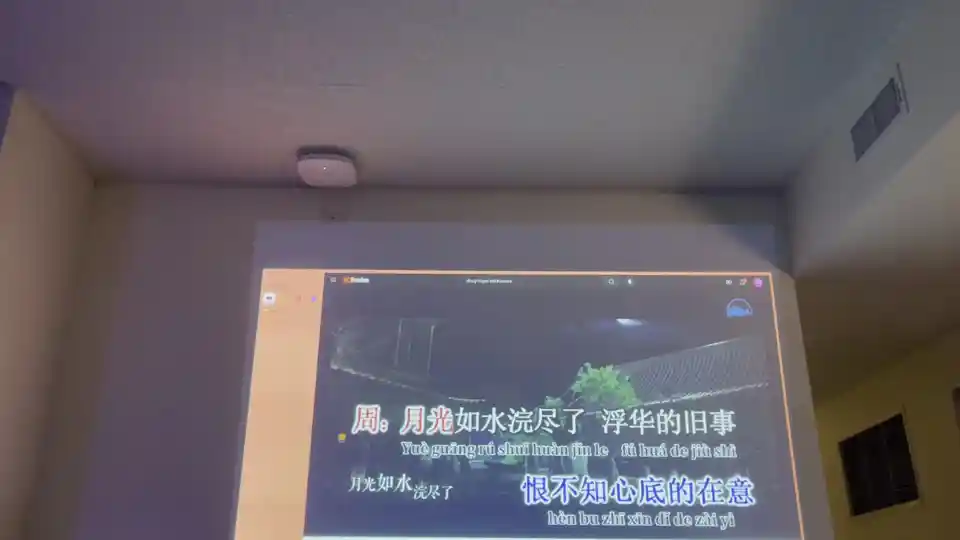 周：月光如水浣尽了 浮华的旧事
Yuè guāng rú shuǐ huàn jìn le fú huá de jiù shì
月光如水浣尽了
恨不知心底的在意
hèn bu zhī xīn dǐ de zài yì